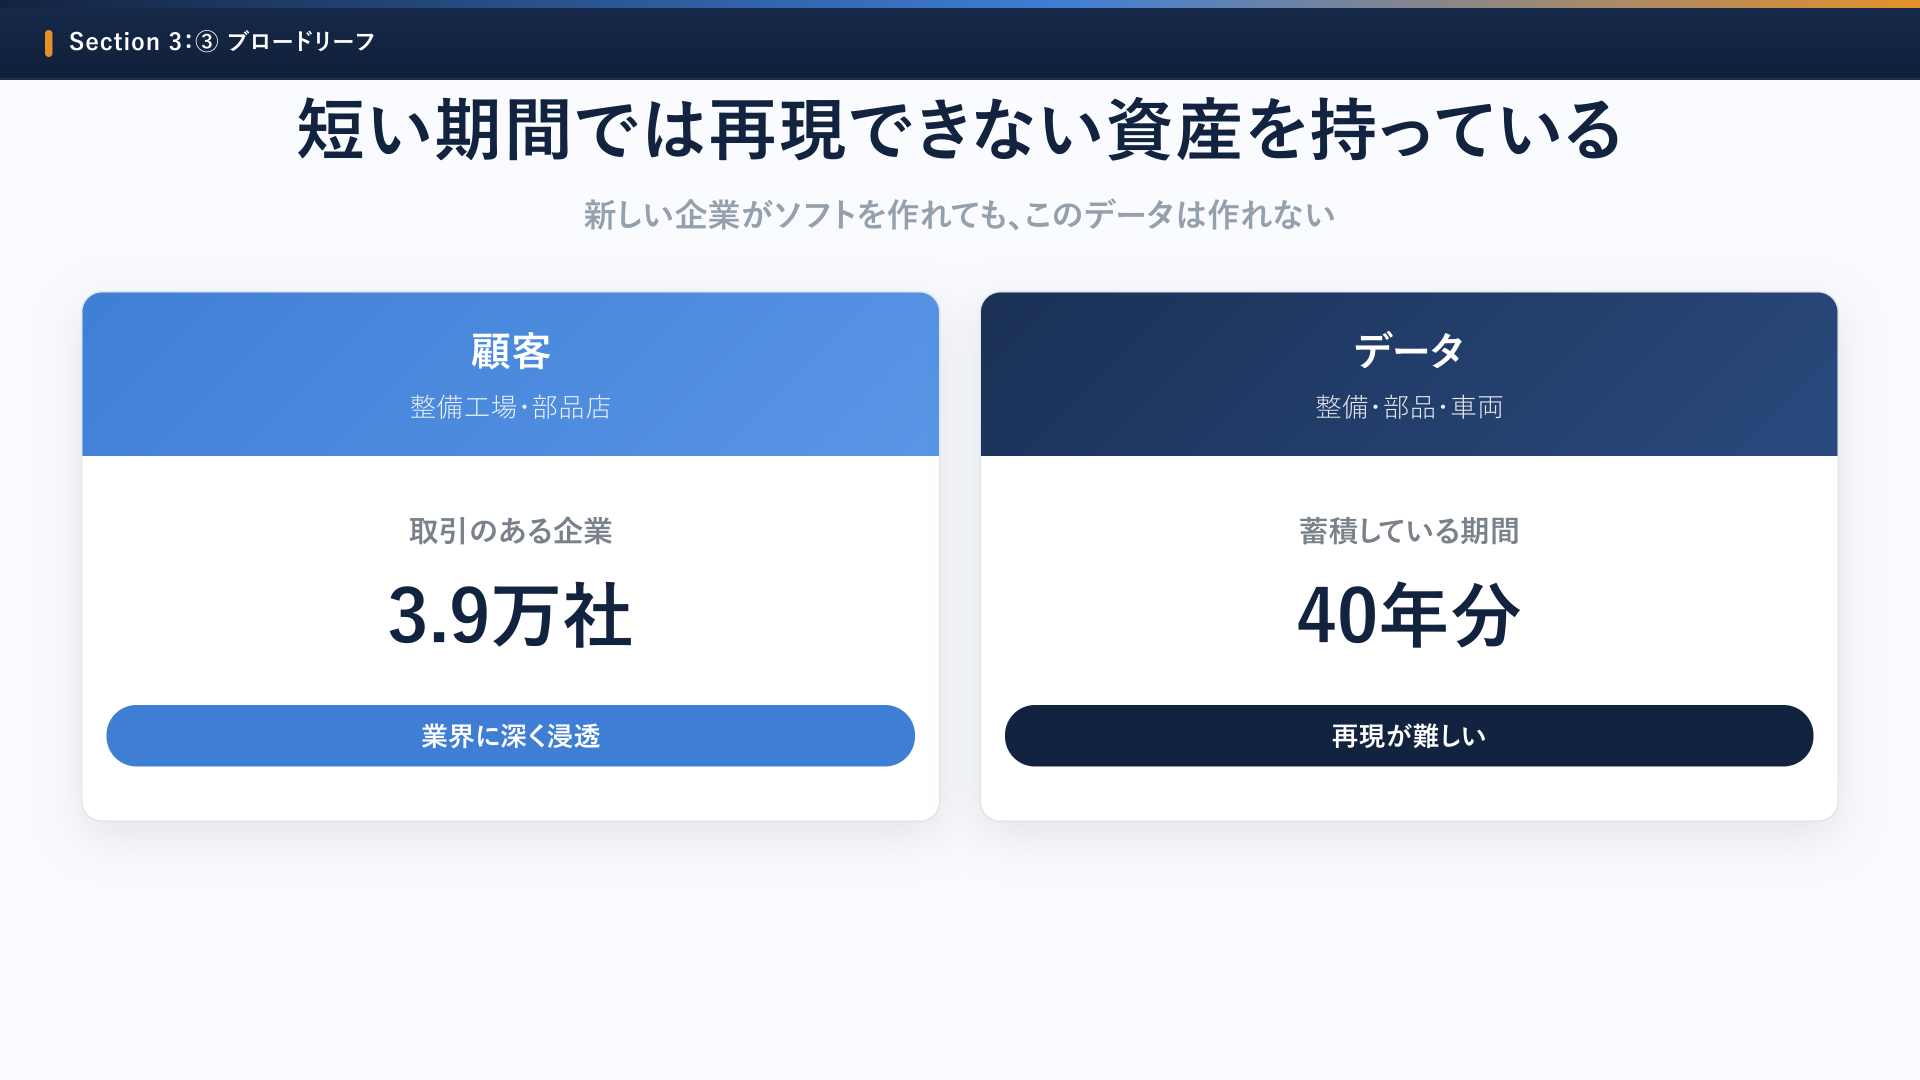 Section 3：③ ブロードリーフ
短い期間では再現できない資産を持っている
新しい企業がソフトを作れても、このデータは作れない
顧客
整備工場・部品店
取引のある企業
3.9万社
業界に深く浸透
データ
整備・部品・車両
蓄積している期間
40年分
再現が難しい